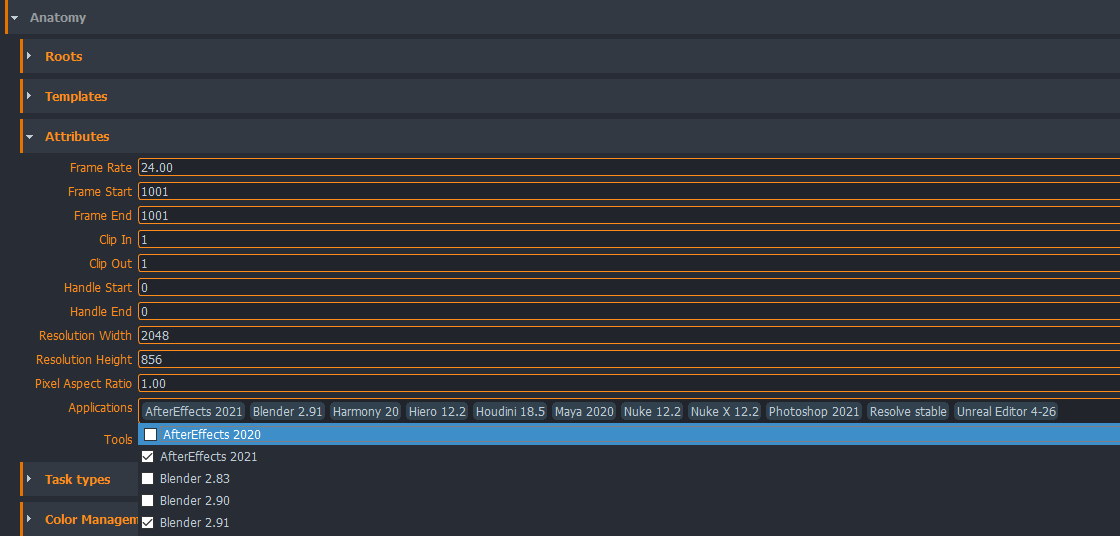 Anatomy
Roots
Templates
Attributes
Frame Rate 24.00
Frame Start 1001
Frame End 1001
Clip In 1
Clip Out 1
Handle Start 0
Handle End 0
Resolution Width 2048
Resolution Height 856
Pixel Aspect Ratio 1.00
Applications AfterEffects 2021 Blender 2.91 Harmony 20 Hiero 12.2 Houdini 18.5 Maya 2020 Nuke 12.2 Nuke X 12.2 Photoshop 2021 Resolve stable Unreal Editor 4-26
Tools AfterEffects 2020
AfterEffects 2021
Task types Blender 2.83
Blender 2.90
Color Managem Blender 2.91